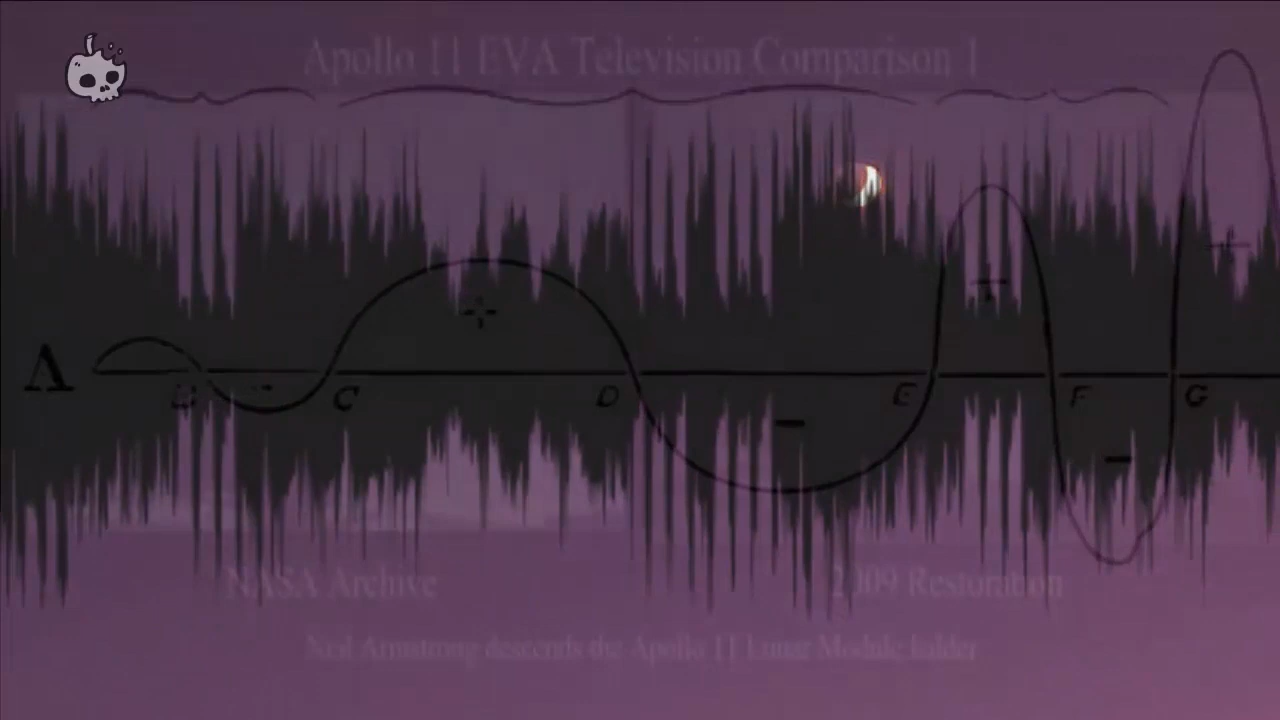 Apollo 11 EVA Television Comparison 1
+
+
+
A B - C D E F G
-
-
NASA Archive 2009 Restoration
Neil Armstrong descends the Apollo 11 Lunar Module ladder